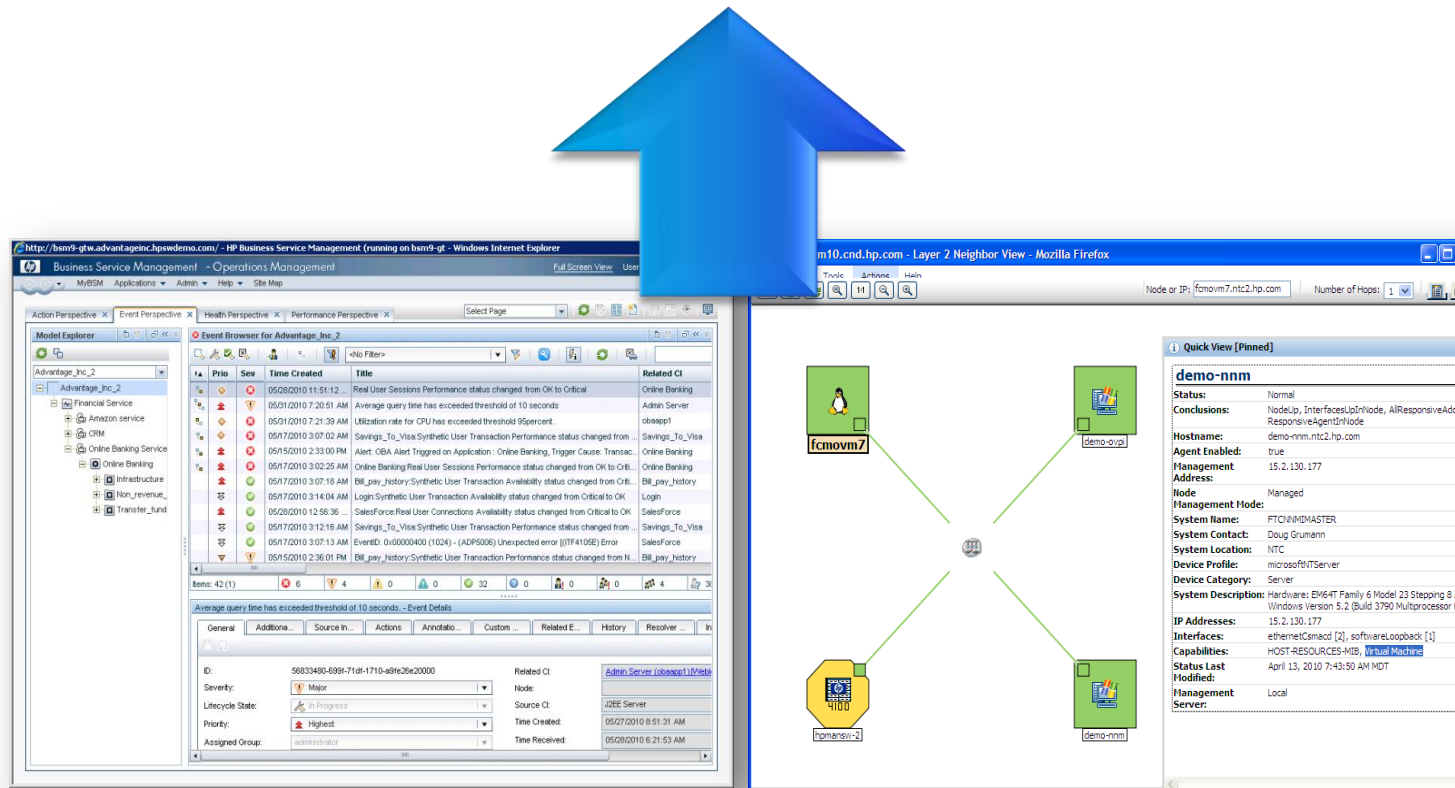 http://bsm9-gtw.advantageinc.hpswdemo.com/ - HP Business Service Management (running on bsm9-gt - Windows Internet Explorer
Business Service Management - Operations Management
Full Screen View User
MyBSM Applications Admin Help Site Map
Action Perspective Event Perspective Health Perspective Performance Perspective Select Page
Model Explorer
Advantage_Inc_2
Advantage_Inc_2
Financial Service
Amazon service
CRM
Online Banking Service
Online Banking
Infrastructure
Non_revenue_
Transfer_fund
Event Browser for Advantage_Inc_2
<No Filter>
Prio Sev Time Created Title Related CI
05/28/2010 11:51:12 ... Real User Sessions Performance status changed from OK to Critical Online Banking
05/31/2010 7:20:51 AM Average query time has exceeded threshold of 10 seconds Admin Server
05/31/2010 7:21:39 AM Utilization rate for CPU has exceeded threshold 95percent. obaapp1
05/17/2010 3:07:02 AM Savings_To_Visa:Synthetic User Transaction Performance status changed from ... Savings_To_Visa
05/15/2010 2:33:00 PM Alert: OBA Alert Triggred on Application : Online Banking, Trigger Cause: Transac... Online Banking
05/17/2010 3:02:25 AM Online Banking:Real User Sessions Performance status changed from OK to Criti... Online Banking
05/17/2010 3:07:18 AM Bill_pay_history:Synthetic User Transaction Availability status changed from Criti... Bill_pay_history
05/17/2010 3:14:04 AM Login:Synthetic User Transaction Availability status changed from Critical to OK Login
05/28/2010 12:56:36 ... SalesForce:Real User Connections Availability status changed from Critical to OK SalesForce
05/17/2010 3:12:16 AM Savings_To_Visa:Synthetic User Transaction Performance status changed from ... Savings_To_Visa
05/17/2010 3:07:13 AM EventID: 0x00000400 (1024) - (ADP5006) Unexpected error [(ITF4105E) Error SalesForce
05/15/2010 2:36:01 PM Bill_pay_history:Synthetic User Transaction Performance status changed from N... Bill_pay_history
Items: 42 (1) 6 4 0 0 32 0 0 0 4
Average query time has exceeded threshold of 10 seconds. - Event Details
General Additiona... Source In... Actions Annotatio... Custom ... Related E... History Resolver ... In
ID: 56833480-699f-71df-1710-a9fe26e20000
Severity: Major
Lifecycle State: In Progress
Priority: Highest
Assigned Group: administrator
Related CI: Admin Server (obaapp1)
Node:
Source CI: J2EE Server
Time Created: 05/27/2010 8:51:31 AM
Time Received: 05/28/2010 6:21:53 AM
m10.cnd.hp.com - Layer 2 Neighbor View - Mozilla Firefox
Tools Actions Help
1:1 Node or IP: fcmovm7.ntc2.hp.com Number of Hops: 1
fcmovm7
demo-ovpi
4100
hpmansw-2
demo-nnm
Quick View [Pinned]
demo-nnm
Status: Normal
Conclusions: NodeUp, InterfacesUpInNode, AllResponsiveAdd
ResponsiveAgentInNode
Hostname: demo-nnm.ntc2.hp.com
Agent Enabled: true
Management Address: 15.2.130.177
Node Management Mode: Managed
System Name: FTCNNMIMASTER
System Contact: Doug Grumann
System Location: NTC
Device Profile: microsoftNTServer
Device Category: Server
System Description: Hardware: EM64T Family 6 Model 23 Stepping 8
Windows Version 5.2 (Build 3790 Multiprocessor
IP Addresses: 15.2.130.177
Interfaces: ethernetCsmacd [2], softwareLoopback [1]
Capabilities: HOST-RESOURCES-MIB, Virtual Machine
Status Last Modified: April 13, 2010 7:43:50 AM MDT
Management Server: Local